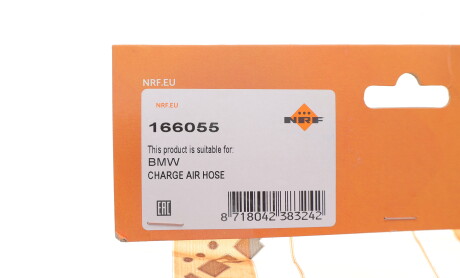 NRF.EU
NRF.EU
NRF
166055
This product is suitable for:
BMW
CHARGE AIR HOSE
EAC
8 718042 383242